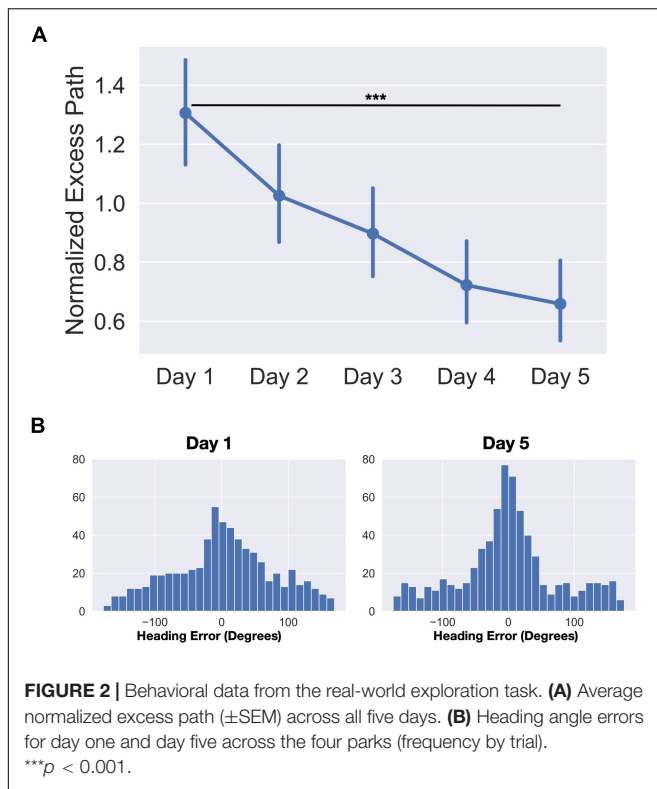 A
Normalized Excess Path
1.4
1.2
1.0
0.8
0.6
***
Day 1 Day 2 Day 3 Day 4 Day 5
B
Day 1
80
60
40
20
0
−100 0 100
Heading Error (Degrees)
Day 5
80
60
40
20
0
−100 0 100
Heading Error (Degrees)
FIGURE 2 | Behavioral data from the real-world exploration task. (A) Average
normalized excess path (±SEM) across all five days. (B) Heading angle errors
for day one and day five across the four parks (frequency by trial).
***p < 0.001.